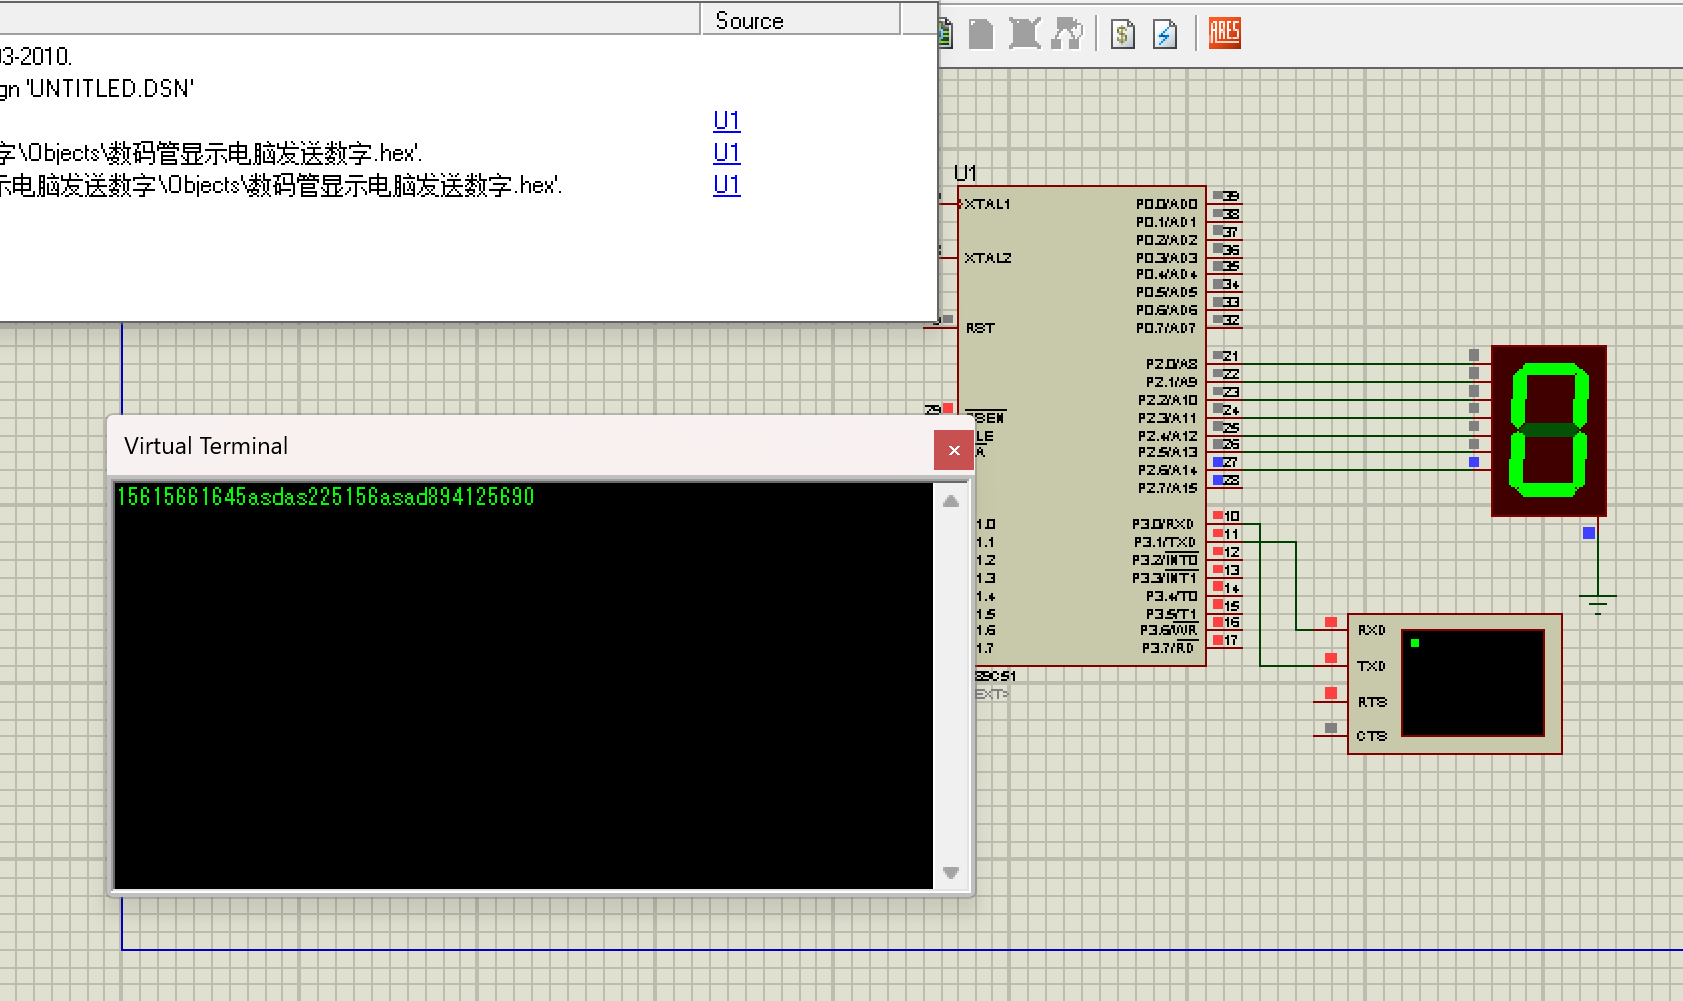 Source
03-2010.
gn 'UNTITLED.DSN'
U1
字\Objects\数码管显示电脑发送数字.hex'.
U1
示电脑发送数字\Objects\数码管显示电脑发送数字.hex'.
U1
ARES
$
U1
XTAL1
XTAL2
RST
29
SEN
LE
A
1.0
1.1
1.2
1.3
1.4
1.5
1.6
1.7
89C51
EXT>
P0.0/AD0 39
P0.1/AD1 38
P0.2/AD2 37
P0.3/AD3 36
P0.4/AD4 35
P0.5/AD5 34
P0.6/AD6 33
P0.7/AD7 32
P2.0/A8 21
P2.1/A9 22
P2.2/A10 23
P2.3/A11 24
P2.4/A12 25
P2.5/A13 26
P2.6/A14 27
P2.7/A15 28
P3.0/RXD 10
P3.1/TXD 11
P3.2/INT0 12
P3.3/INT1 13
P3.4/T0 14
P3.5/T1 15
P3.6/WR 16
P3.7/RD 17
0
RXD
TXD
RTS
CTS
Virtual Terminal
15615661645asdas225156asad894125690